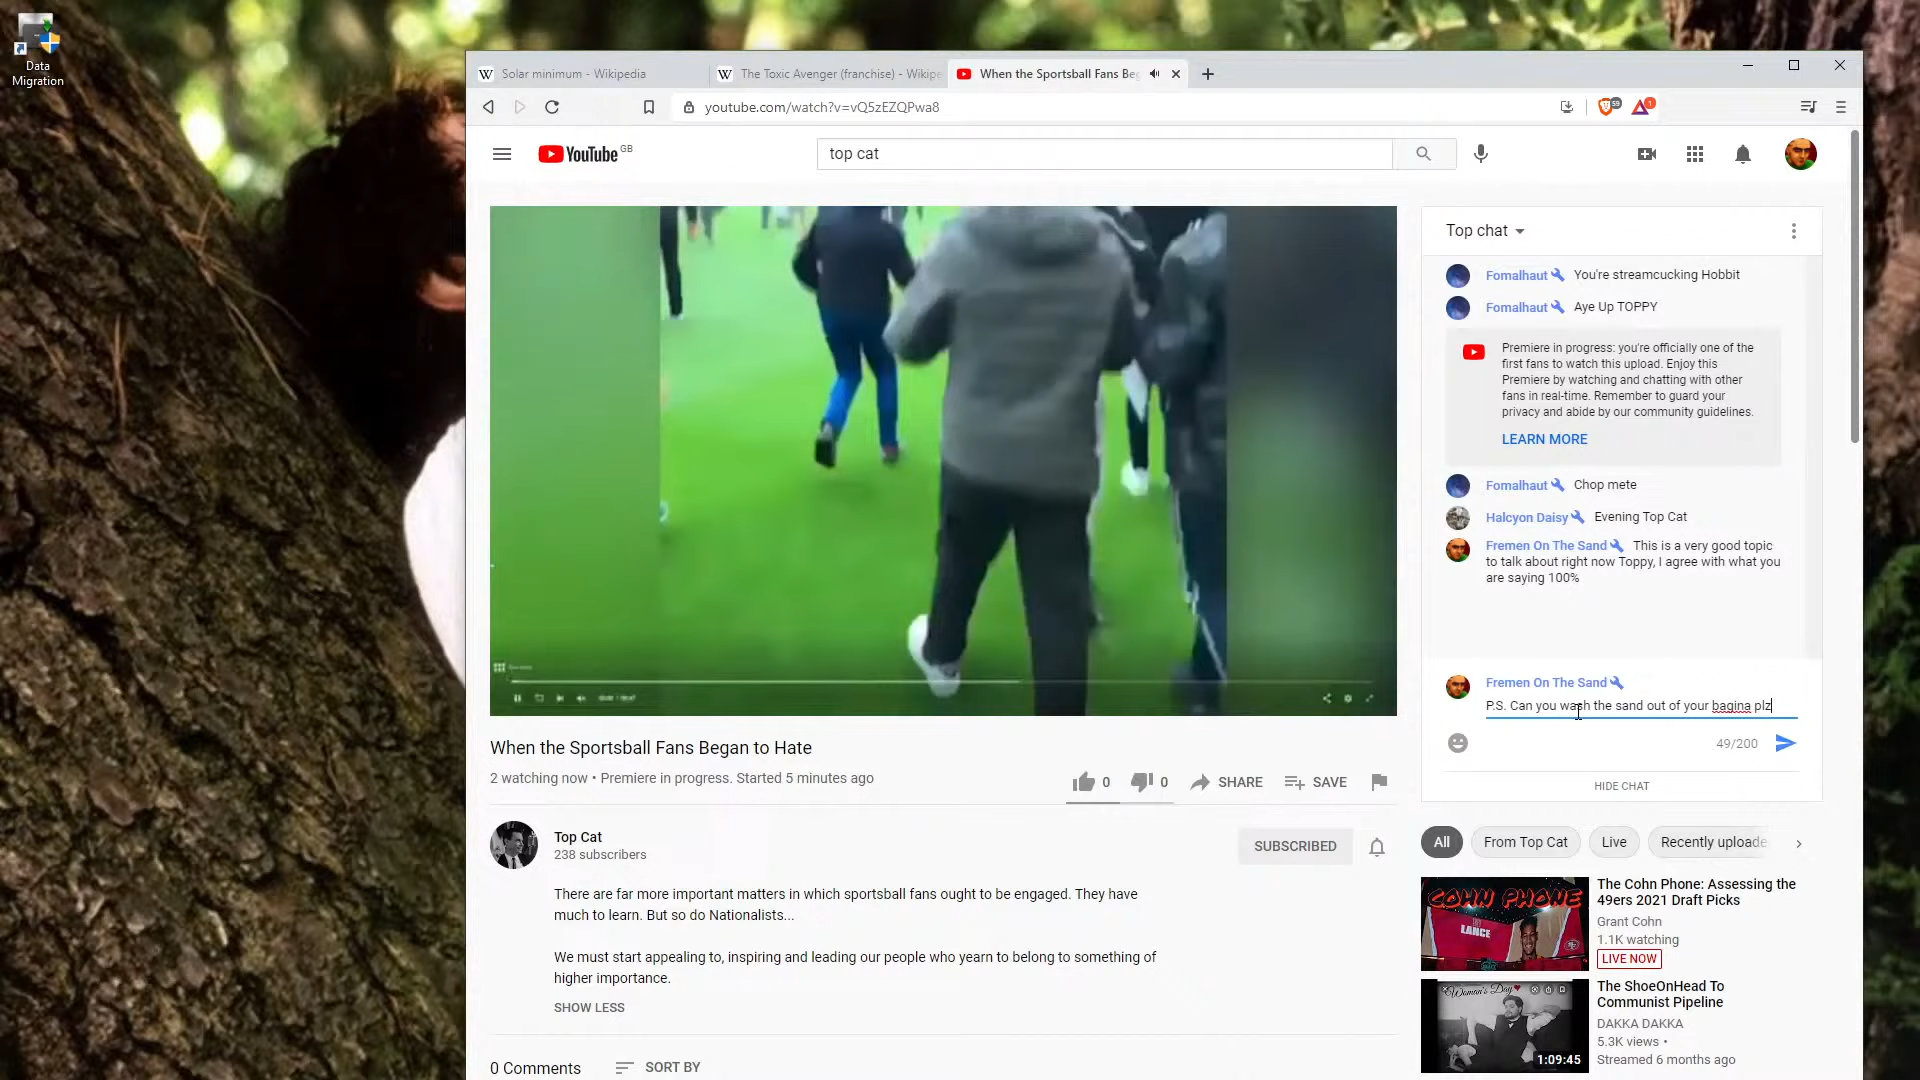 Data
Migration
Solar minimum - Wikipedia
The Toxic Avenger (franchise) - Wikipe
When the Sportsball Fans Beg
youtube.com/watch?v=vQ5zEZQPwa8
59
1
YouTube GB
top cat
Top chat
Fomalhaut You're streamcucking Hobbit
Fomalhaut Aye Up TOPPY
Premiere in progress: you're officially one of the
first fans to watch this upload. Enjoy this
Premiere by watching and chatting with other
fans in real-time. Remember to guard your
privacy and abide by our community guidelines.
LEARN MORE
Fomalhaut Chop mete
Halcyon Daisy Evening Top Cat
Fremen On The Sand This is a very good topic
to talk about right now Toppy, I agree with what you
are saying 100%
Fremen On The Sand
P.S. Can you wash the sand out of your bagina plz
49/200
HIDE CHAT
When the Sportsball Fans Began to Hate
2 watching now • Premiere in progress. Started 5 minutes ago
0
0
SHARE
SAVE
Top Cat
238 subscribers
SUBSCRIBED
There are far more important matters in which sportsball fans ought to be engaged. They have
much to learn. But so do Nationalists...
We must start appealing to, inspiring and leading our people who yearn to belong to something of
higher importance.
SHOW LESS
0 Comments
SORT BY
All
From Top Cat
Live
Recently uploade
COHN PHONE
LANCE
The Cohn Phone: Assessing the
49ers 2021 Draft Picks
Grant Cohn
1.1K watching
LIVE NOW
Woman's Day
1:09:45
The ShoeOnHead To
Communist Pipeline
DAKKA DAKKA
5.3K views •
Streamed 6 months ago